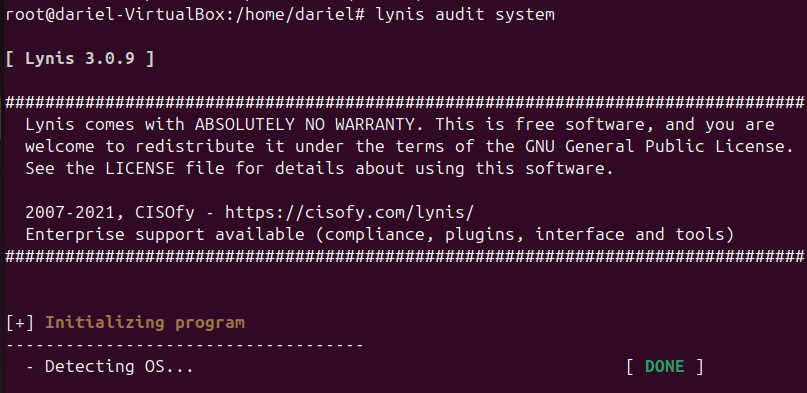 root@dariel-VirtualBox:/home/dariel# lynis audit system
[ Lynis 3.0.9 ]
################################################################################
Lynis comes with ABSOLUTELY NO WARRANTY. This is free software, and you are
welcome to redistribute it under the terms of the GNU General Public License.
See the LICENSE file for details about using this software.
2007-2021, CISOfy - https://cisofy.com/lynis/
Enterprise support available (compliance, plugins, interface and tools)
################################################################################
[+] Initializing program
------------------------------------
- Detecting OS... [ DONE ]